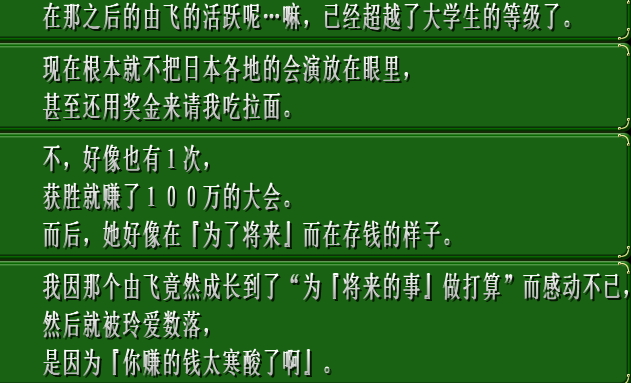 在那之后的由飞的活跃呢…嘛，已经超越了大学生的等级了。
现在根本就不把日本各地的会演放在眼里，
甚至还用奖金来请我吃拉面。
不，好像也有１次，
获胜就赚了１００万的大会。
而后，她好像在『为了将来』而在存钱的样子。
我因那个由飞竟然成长到了“为『将来的事』做打算”而感动不已，
然后就被玲爱数落，
是因为『你赚的钱太寒酸了啊』。